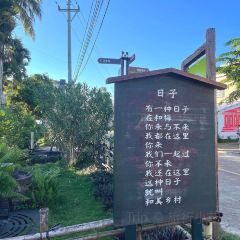 日子
有一种日子
在和梅
你来与不来
我都在这里
你来
我们一起过
你不来
我还在这里
这种日子
就叫
和美乡村